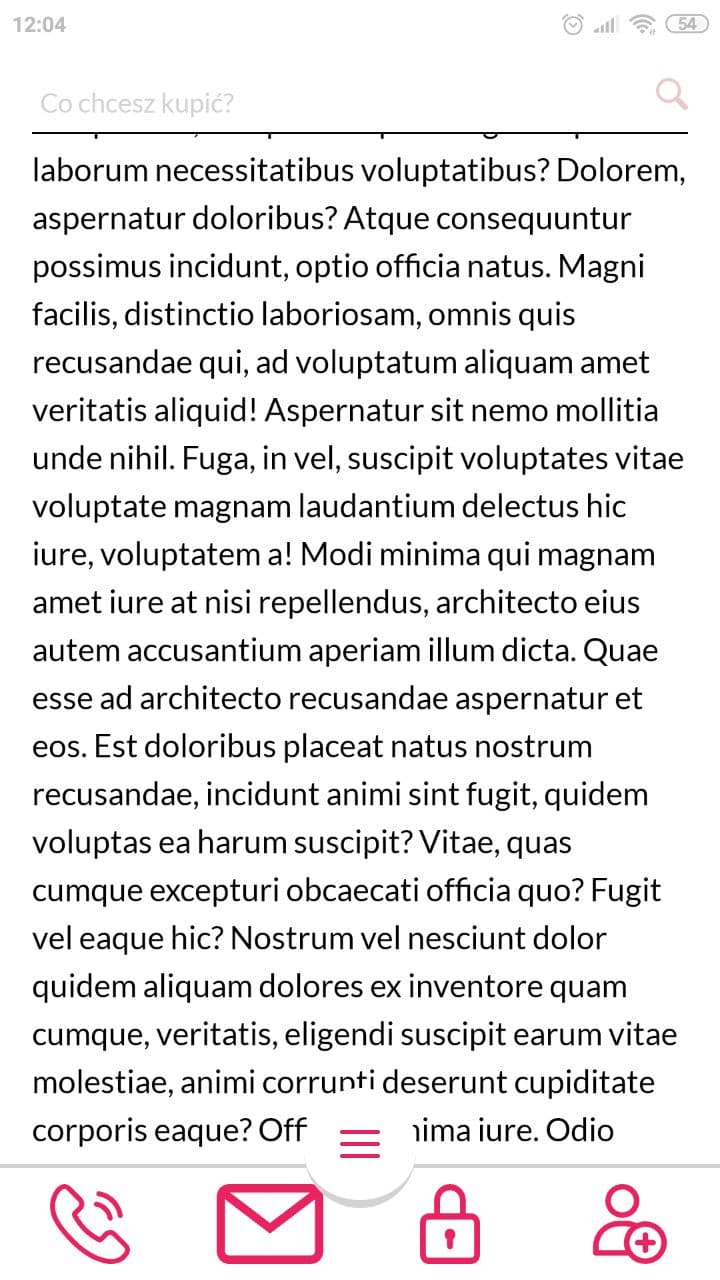 12:04
54
Co chcesz kupić?
laborum necessitatibus voluptatibus? Dolorem,
aspernatur doloribus? Atque consequuntur
possimus incidunt, optio officia natus. Magni
facilis, distinctio laboriosam, omnis quis
recusandae qui, ad voluptatum aliquam amet
veritatis aliquid! Aspernatur sit nemo mollitia
unde nihil. Fuga, in vel, suscipit voluptates vitae
voluptate magnam laudantium delectus hic
iure, voluptatem a! Modi minima qui magnam
amet iure at nisi repellendus, architecto eius
autem accusantium aperiam illum dicta. Quae
esse ad architecto recusandae aspernatur et
eos. Est doloribus placeat natus nostrum
recusandae, incidunt animi sint fugit, quidem
voluptas ea harum suscipit? Vitae, quas
cumque excepturi obcaecati officia quo? Fugit
vel eaque hic? Nostrum vel nesciunt dolor
quidem aliquam dolores ex inventore quam
cumque, veritatis, eligendi suscipit earum vitae
molestiae, animi corrunti deserunt cupiditate
corporis eaque? Off nima iure. Odio